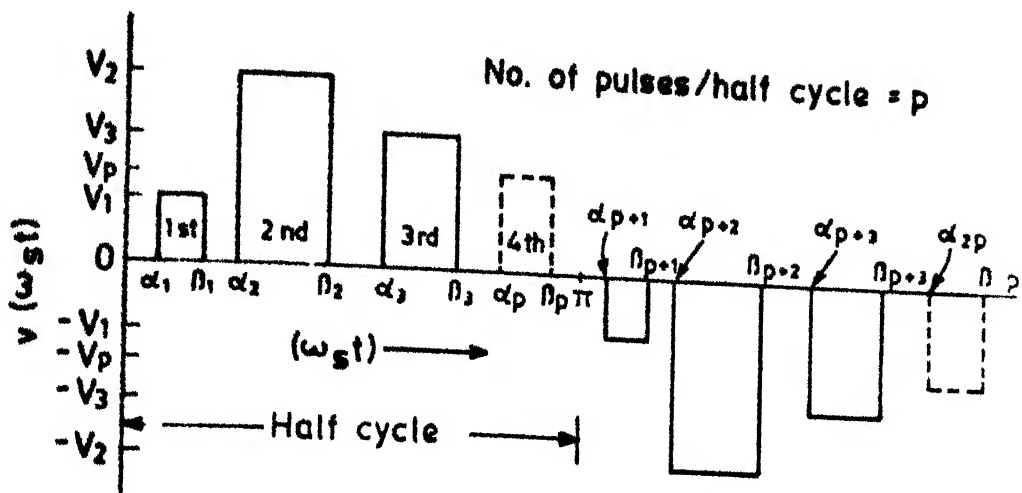 No. of pulses/half cycle = p
V₂
V₃
Vₚ
V₁
0
-V₁
-Vₚ
-V₃
-V₂
v (ωₛt)
1st
2nd
3rd
4th
α₁ β₁ α₂ β₂ α₃ β₃ αₚ βₚ π
αₚ₊₁ αₚ₊₂ αₚ₊₃ α₂ₚ
βₚ₊₁ βₚ₊₂ βₚ₊₃ β
(ωₛt)
Half cycle